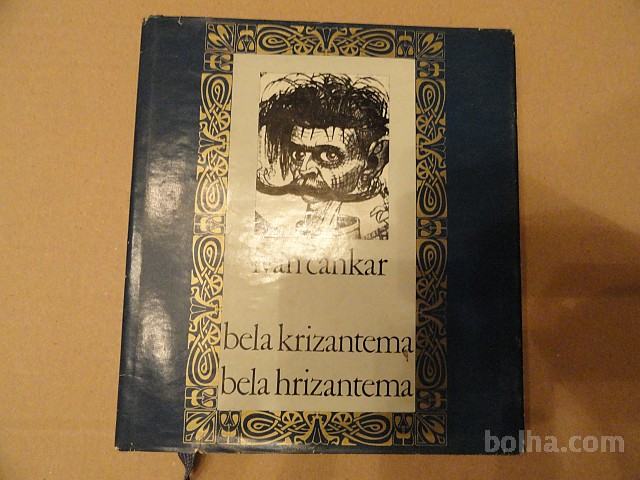 ivan cankar
bela krizantema
bela hrizantema
bolha.com